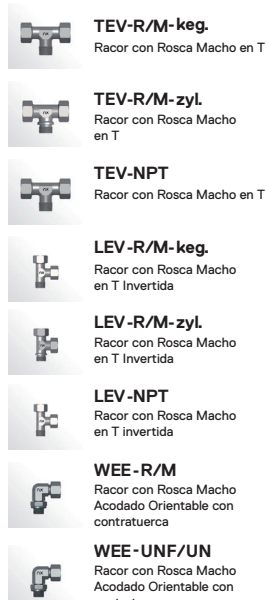 TEV-R/M-keg.
Racor con Rosca Macho en T
TEV-R/M-zyl.
Racor con Rosca Macho
en T
TEV-NPT
Racor con Rosca Macho en T
LEV-R/M-keg.
Racor con Rosca Macho
en T Invertida
LEV-R/M-zyl.
Racor con Rosca Macho
en T Invertida
LEV-NPT
Racor con Rosca Macho
en T invertida
WEE-R/M
Racor con Rosca Macho
Acodado Orientable con
contratuerca
WEE-UNF/UN
Racor con Rosca Macho
Acodado Orientable con